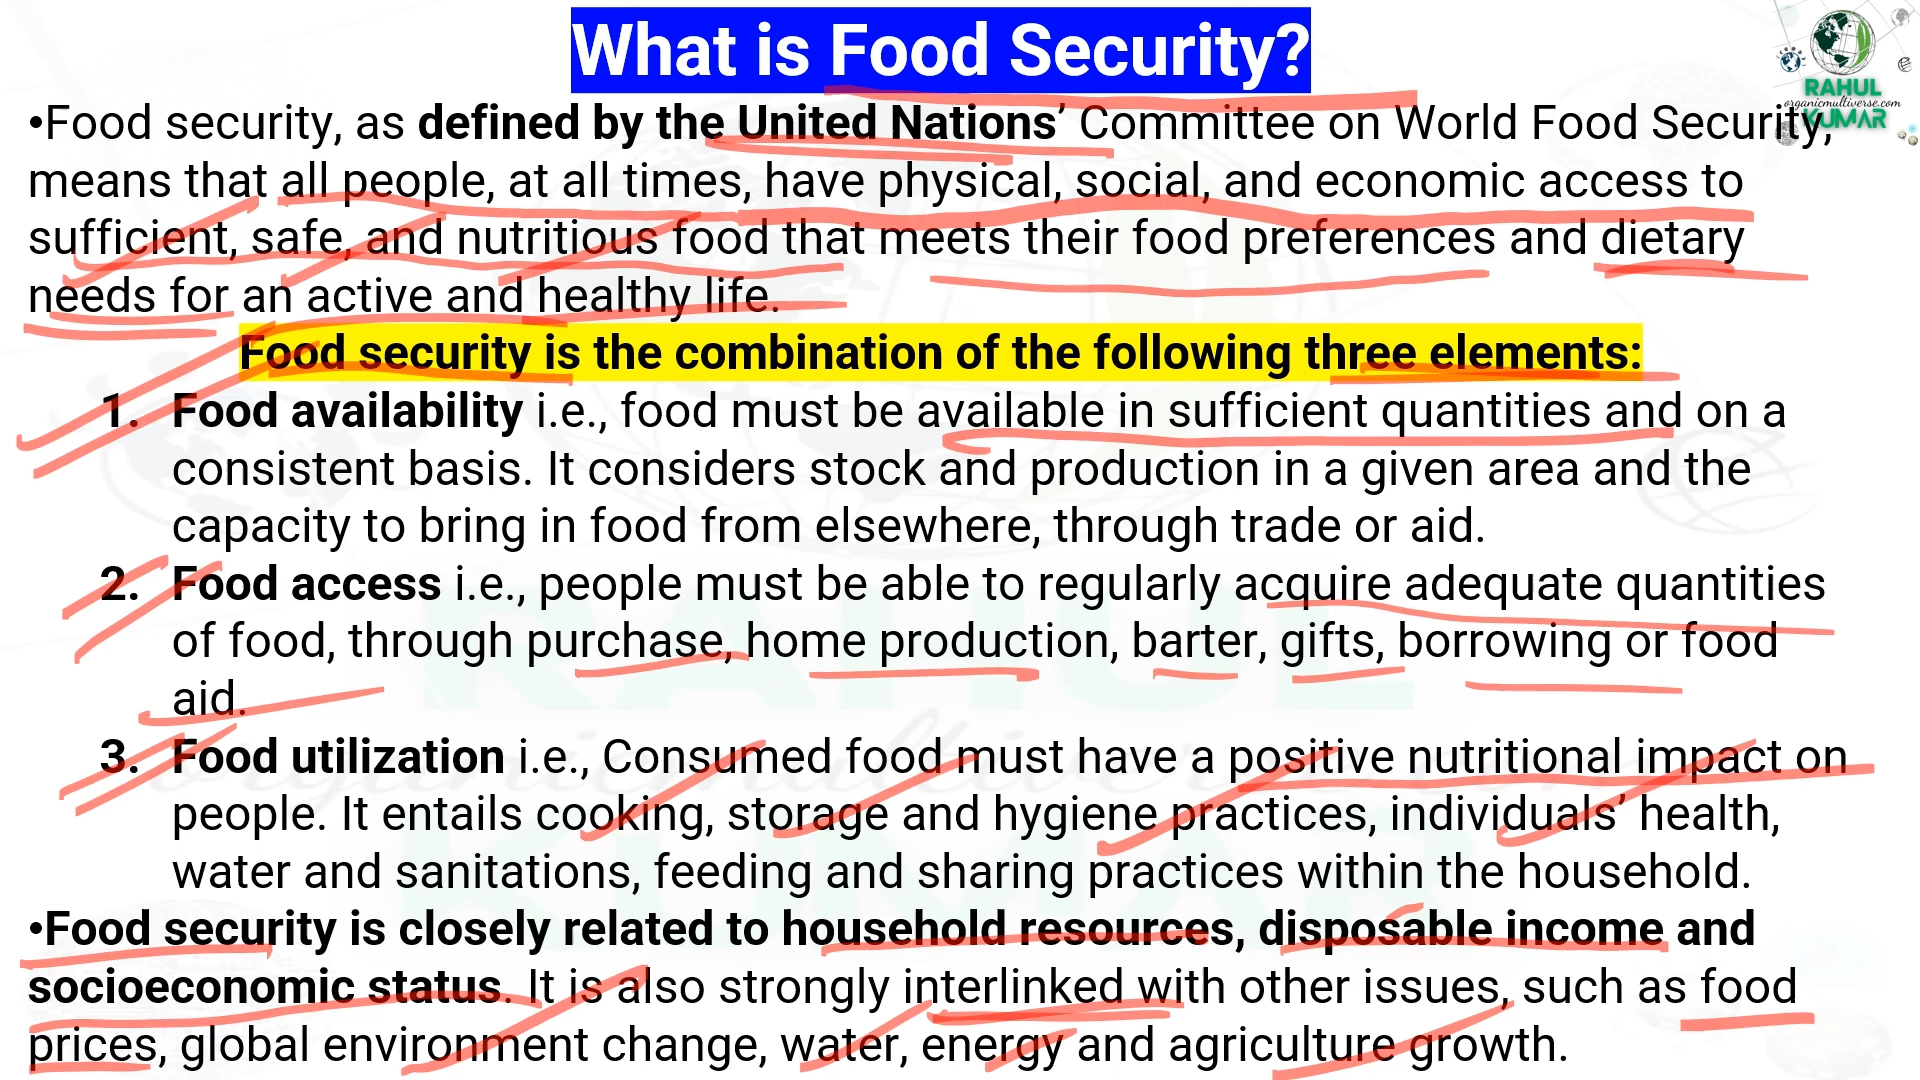 What is Food Security?
RAHUL
organicmultiverse.com
KUMAR
•Food security, as defined by the United Nations’ Committee on World Food Security,
means that all people, at all times, have physical, social, and economic access to
sufficient, safe, and nutritious food that meets their food preferences and dietary
needs for an active and healthy life.
Food security is the combination of the following three elements:
1. Food availability i.e., food must be available in sufficient quantities and on a
consistent basis. It considers stock and production in a given area and the
capacity to bring in food from elsewhere, through trade or aid.
2. Food access i.e., people must be able to regularly acquire adequate quantities
of food, through purchase, home production, barter, gifts, borrowing or food
aid.
3. Food utilization i.e., Consumed food must have a positive nutritional impact on
people. It entails cooking, storage and hygiene practices, individuals’ health,
water and sanitations, feeding and sharing practices within the household.
•Food security is closely related to household resources, disposable income and
socioeconomic status. It is also strongly interlinked with other issues, such as food
prices, global environment change, water, energy and agriculture growth.